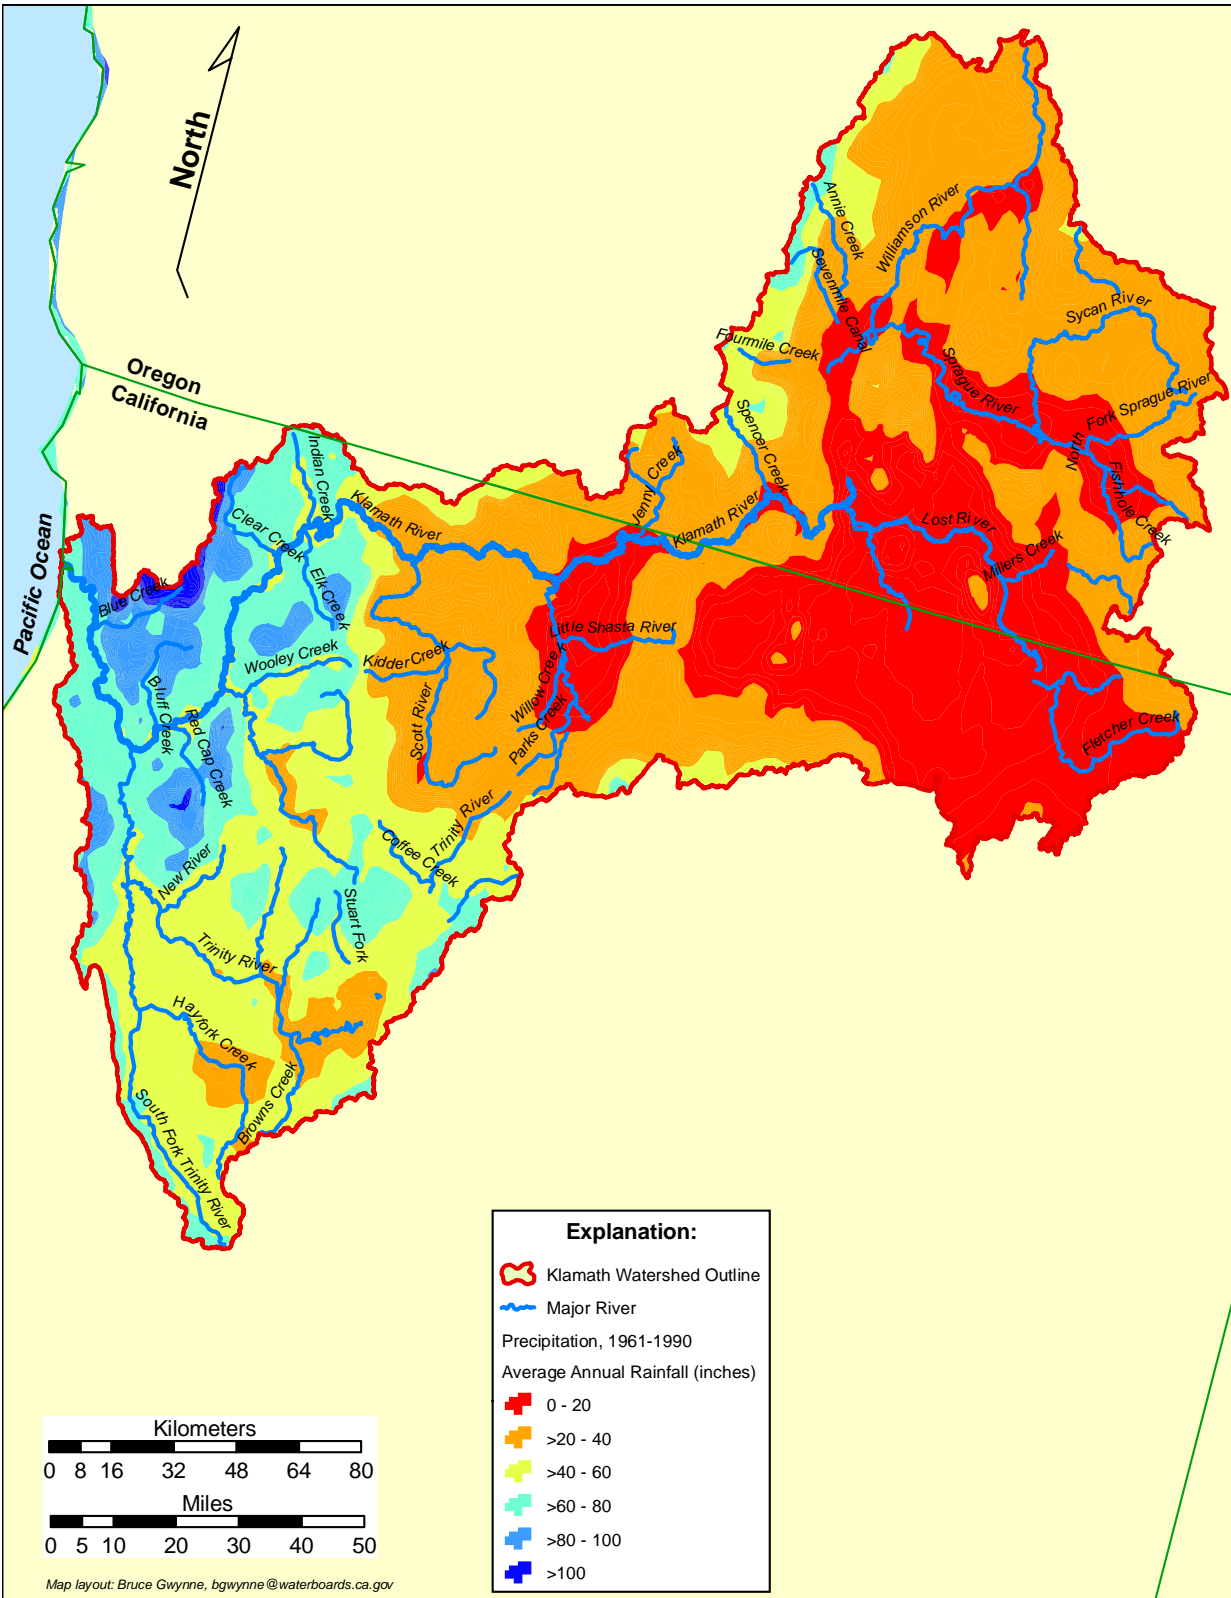 North
Oregon
California
Pacific Ocean
Annie Creek
Williamson River
Sevenmile Canal
Sycan River
Fourmile Creek
Sprague River
North Fork Sprague River
Spencer Creek
Fishhole Creek
Indian Creek
Jenny Creek
Klamath River
Klamath River
Lost River
Clear Creek
Millers Creek
Elk Creek
Blue Creek
Little Shasta River
Wooley Creek
Kidder Creek
Willow Creek
Bluff Creek
Red Cap Creek
Scott River
Parks Creek
Fletcher Creek
Trinity River
Coffee Creek
New River
Stuart Fork
Trinity River
Hayfork Creek
Browns Creek
South Fork Trinity River
Explanation:
Klamath Watershed Outline
Major River
Precipitation, 1961-1990
Average Annual Rainfall (inches)
0 - 20
>20 - 40
>40 - 60
>60 - 80
>80 - 100
>100
Kilometers
0 8 16 32 48 64 80
Miles
0 5 10 20 30 40 50
Map layout: Bruce Gwynne, bgwynne@waterboards.ca.gov